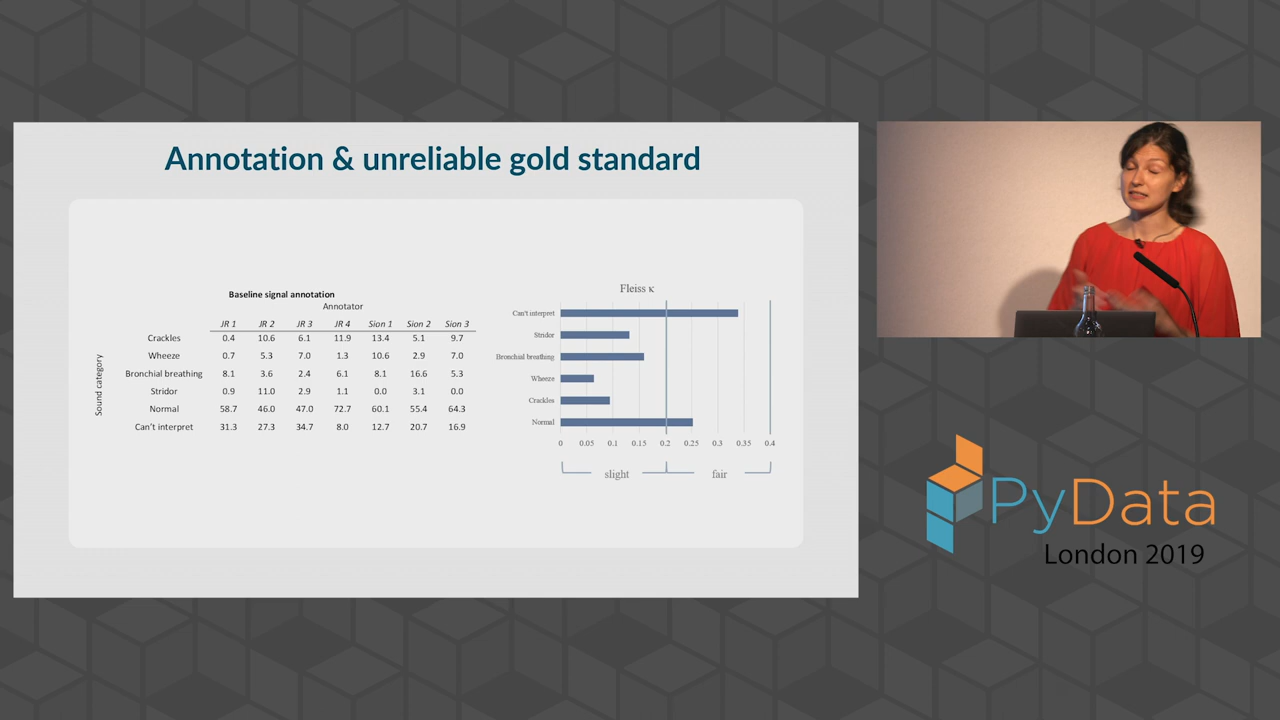 Annotation & unreliable gold standard
Baseline signal annotation
Annotator
JR 1 JR 2 JR 3 JR 4 Sion 1 Sion 2 Sion 3
Sound category
Crackles 0.4 10.6 6.1 11.9 13.4 5.1 9.7
Wheeze 0.7 5.3 7.0 1.3 10.6 2.9 7.0
Bronchial breathing 8.1 3.6 2.4 6.1 8.1 16.6 5.3
Stridor 0.9 11.0 2.9 1.1 0.0 3.1 0.0
Normal 58.7 46.0 47.0 72.7 60.1 55.4 64.3
Can't interpret 31.3 27.3 34.7 8.0 12.7 20.7 16.9
Fleiss κ
Can't interpret
Stridor
Bronchial breathing
Wheeze
Crackles
Normal
0 0.05 0.1 0.15 0.2 0.25 0.3 0.35 0.4
slight fair
PyData
London 2019